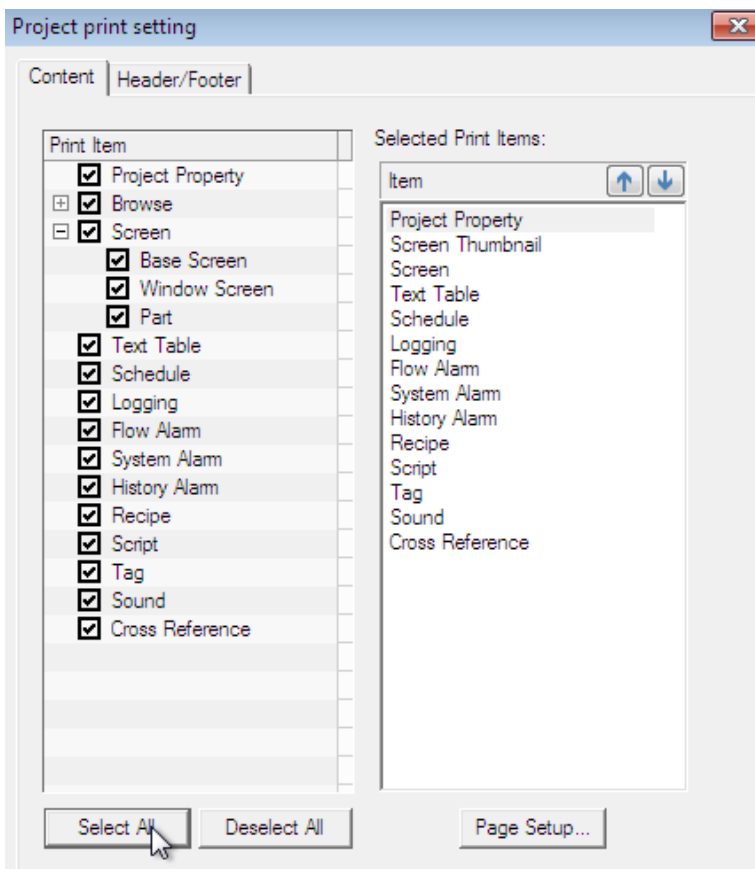 Project print setting
Content
Header/Footer
Print Item
Project Property
Browse
Screen
Base Screen
Window Screen
Part
Text Table
Schedule
Logging
Flow Alarm
System Alarm
History Alarm
Recipe
Script
Tag
Sound
Cross Reference
Selected Print Items:
Item
Project Property
Screen Thumbnail
Screen
Text Table
Schedule
Logging
Flow Alarm
System Alarm
History Alarm
Recipe
Script
Tag
Sound
Cross Reference
Select All
Deselect All
Page Setup...